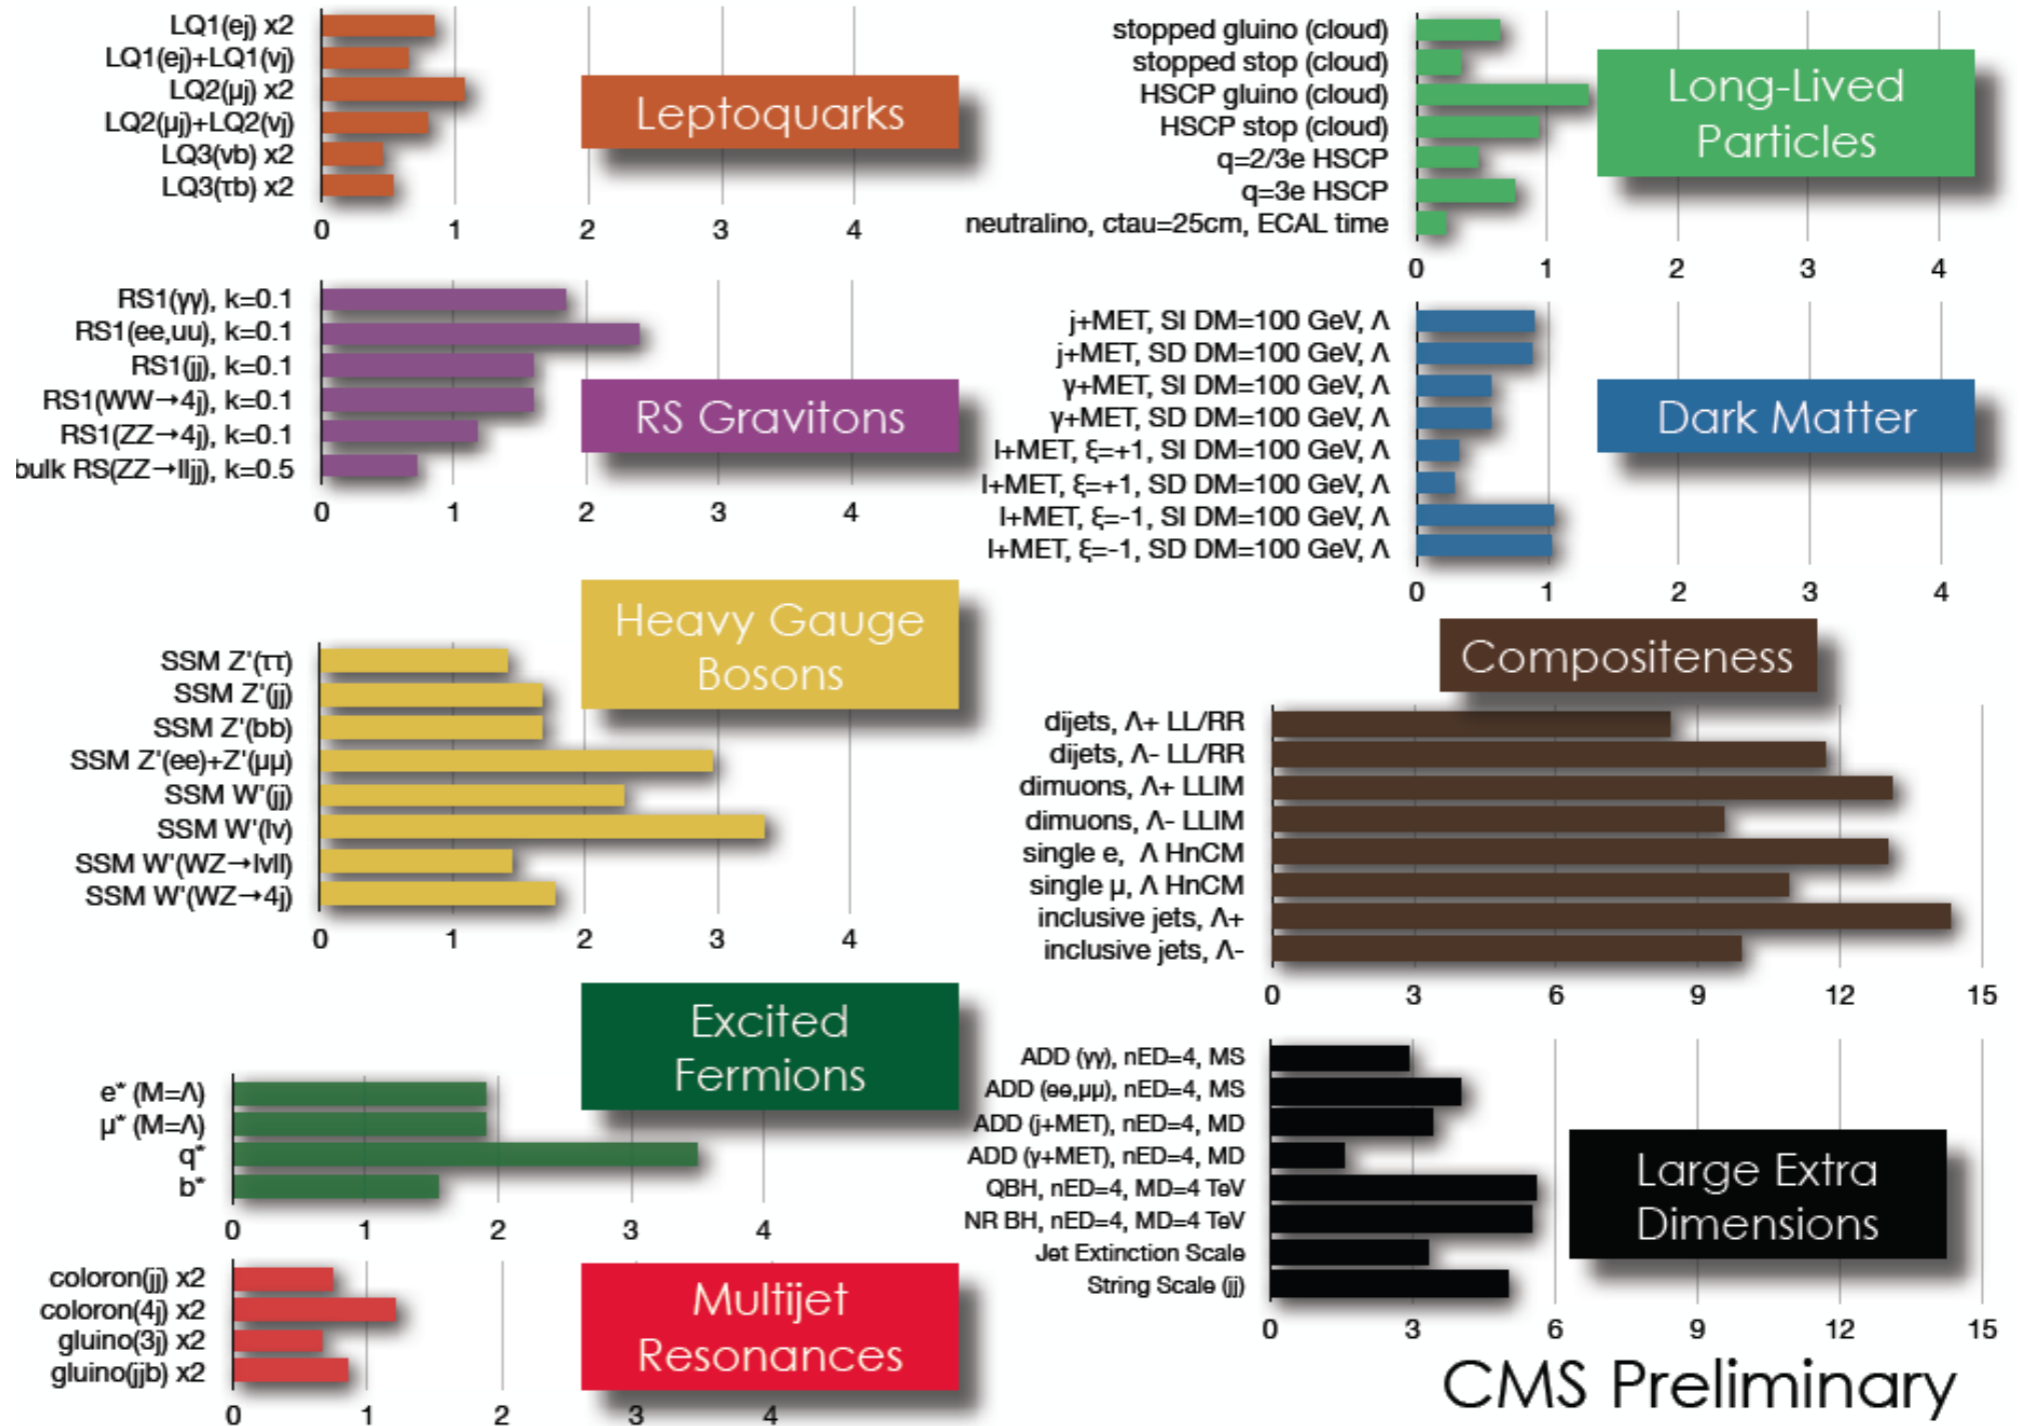 LQ1(ej) x2
LQ1(ej)+LQ1(νj)
LQ2(μj) x2
LQ2(μj)+LQ2(νj)
LQ3(νb) x2
LQ3(τb) x2
0 1 2 3 4
Leptoquarks
RS1(γγ), k=0.1
RS1(ee,uu), k=0.1
RS1(jj), k=0.1
RS1(WW→4j), k=0.1
RS1(ZZ→4j), k=0.1
bulk RS(ZZ→lljj), k=0.5
0 1 2 3 4
RS Gravitons
Heavy Gauge
Bosons
SSM Z'(ττ)
SSM Z'(jj)
SSM Z'(bb)
SSM Z'(ee)+Z'(μμ)
SSM W'(jj)
SSM W'(lν)
SSM W'(WZ→lνll)
SSM W'(WZ→4j)
0 1 2 3 4
Excited
Fermions
e* (M=Λ)
μ* (M=Λ)
q*
b*
0 1 2 3 4
coloron(jj) x2
coloron(4j) x2
gluino(3j) x2
gluino(jjb) x2
0 1 2 3 4
Multijet
Resonances
stopped gluino (cloud)
stopped stop (cloud)
HSCP gluino (cloud)
HSCP stop (cloud)
q=2/3e HSCP
q=3e HSCP
neutralino, ctau=25cm, ECAL time
0 1 2 3 4
Long-Lived
Particles
j+MET, SI DM=100 GeV, Λ
j+MET, SD DM=100 GeV, Λ
γ+MET, SI DM=100 GeV, Λ
γ+MET, SD DM=100 GeV, Λ
l+MET, ξ=+1, SI DM=100 GeV, Λ
l+MET, ξ=+1, SD DM=100 GeV, Λ
l+MET, ξ=-1, SI DM=100 GeV, Λ
l+MET, ξ=-1, SD DM=100 GeV, Λ
0 1 2 3 4
Dark Matter
Compositeness
dijets, Λ+ LL/RR
dijets, Λ- LL/RR
dimuons, Λ+ LLIM
dimuons, Λ- LLIM
single e, Λ HnCM
single μ, Λ HnCM
inclusive jets, Λ+
inclusive jets, Λ-
0 3 6 9 12 15
ADD (γγ), nED=4, MS
ADD (ee,μμ), nED=4, MS
ADD (j+MET), nED=4, MD
ADD (γ+MET), nED=4, MD
QBH, nED=4, MD=4 TeV
NR BH, nED=4, MD=4 TeV
Jet Extinction Scale
String Scale (jj)
0 3 6 9 12 15
Large Extra
Dimensions
CMS Preliminary